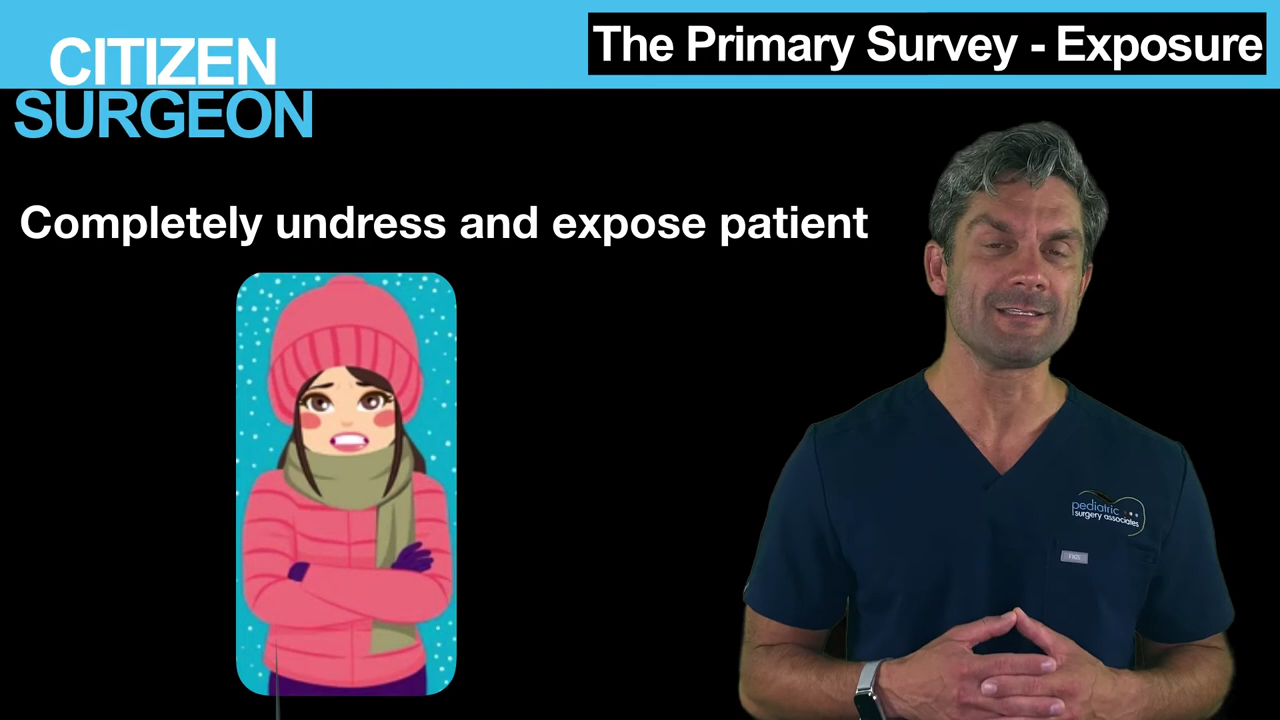 CITIZEN
SURGEON
The Primary Survey - Exposure
Completely undress and expose patient
pediatric
surgery associates